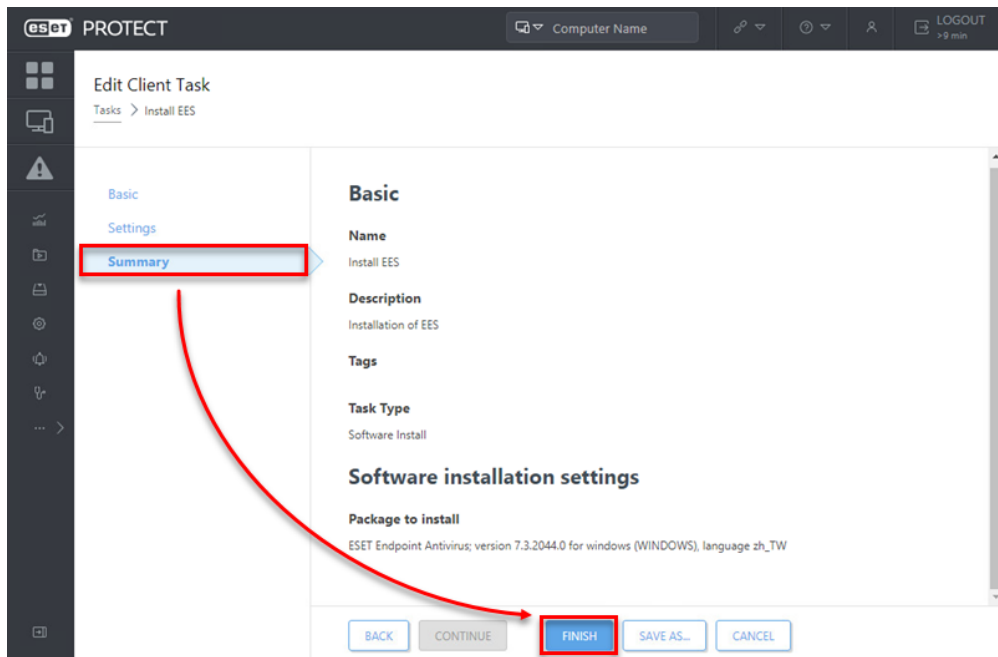 eseT PROTECT
Computer Name
LOGOUT
>9 min
Edit Client Task
Tasks > Install EES
Basic
Settings
Summary
Basic
Name
Install EES
Description
Installation of EES
Tags
Task Type
Software Install
Software installation settings
Package to install
ESET Endpoint Antivirus; version 7.3.2044.0 for windows (WINDOWS), language zh_TW
BACK
CONTINUE
FINISH
SAVE AS...
CANCEL